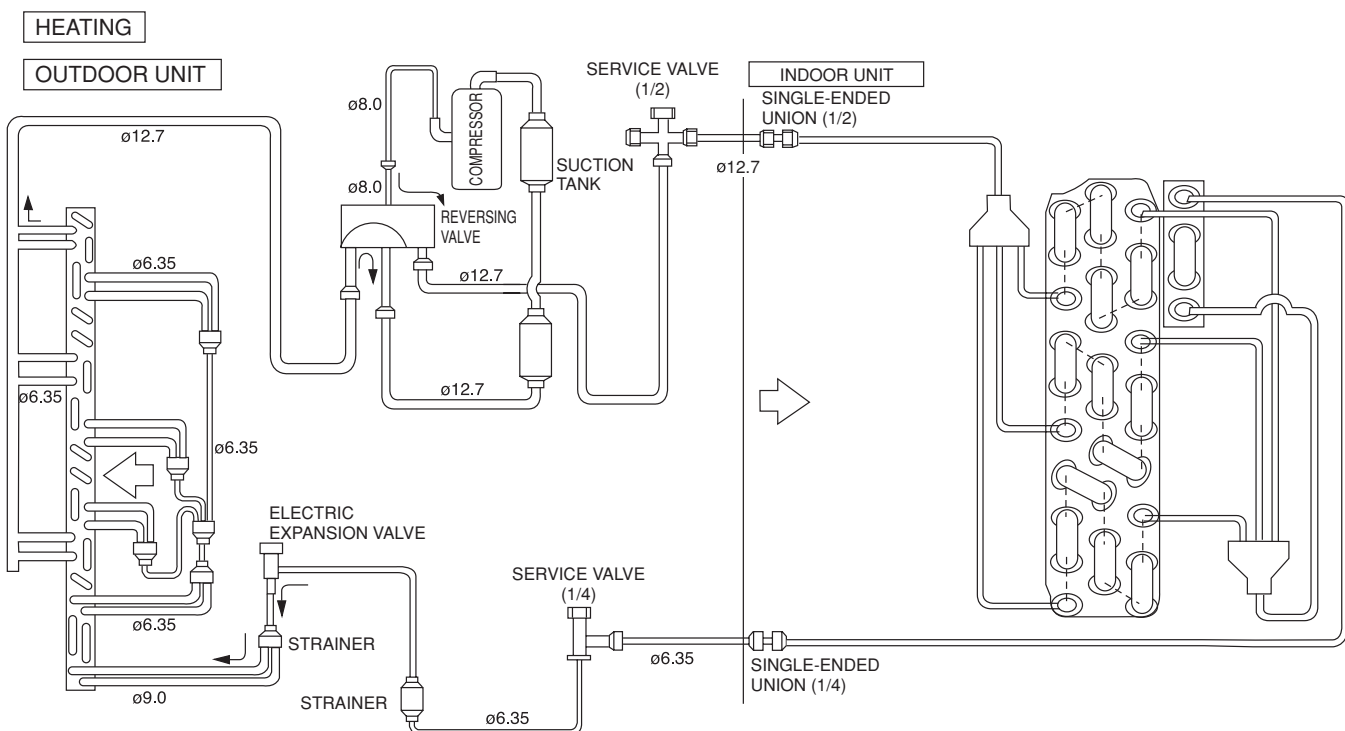 HEATING
OUTDOOR UNIT
SERVICE VALVE
(1/2)
INDOOR UNIT
SINGLE-ENDED
UNION (1/2)
ø8.0
COMPRESSOR
ø12.7
SUCTION
TANK
ø12.7
ø8.0
REVERSING
VALVE
ø6.35
ø12.7
ø6.35
ø12.7
ø6.35
ELECTRIC
EXPANSION VALVE
SERVICE VALVE
(1/4)
ø6.35
STRAINER
ø6.35
SINGLE-ENDED
UNION (1/4)
ø9.0
STRAINER
ø6.35